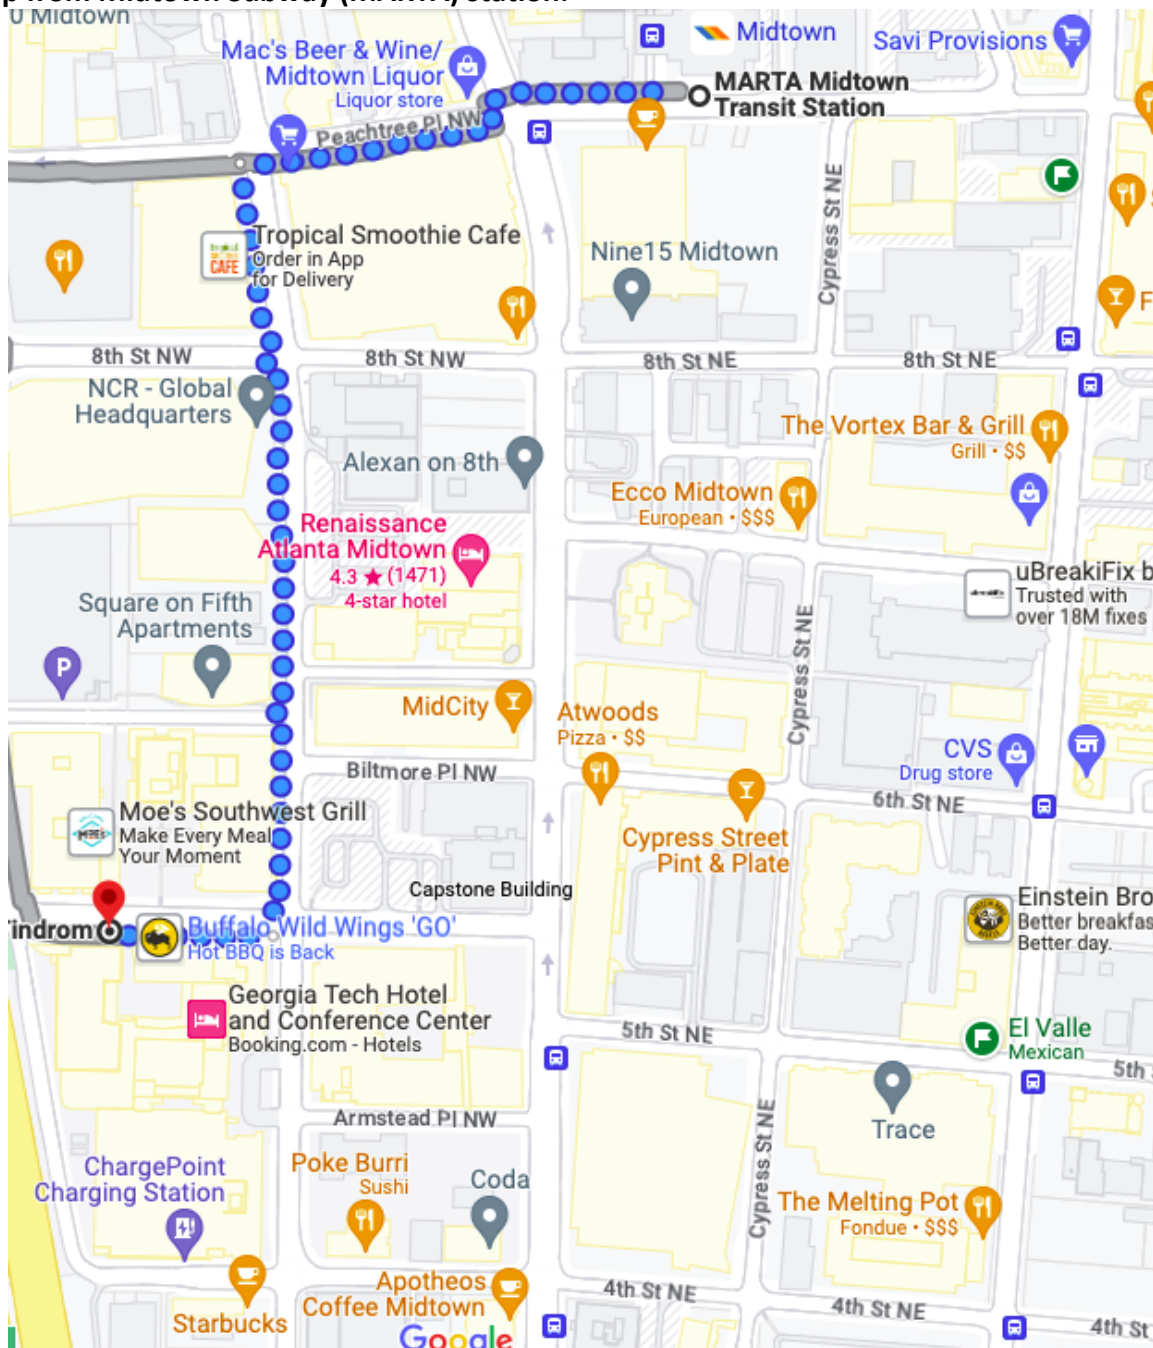 p from Midtown Subway (MARTA) station.
0 Midtown
Mac's Beer & Wine/
Midtown Liquor
Liquor store
Midtown
Savi Provisions
MARTA Midtown
Transit Station
Peachtree Pl NW
Cypress St NE
Tropical Smoothie Cafe
Order in App
for Delivery
Nine15 Midtown
F
8th St NW
8th St NW
8th St NE
8th St NE
NCR - Global
Headquarters
The Vortex Bar & Grill
Grill • $$
Alexan on 8th
Ecco Midtown
European • $$$
Renaissance
Atlanta Midtown
4.3 ★ (1471)
4-star hotel
uBreakiFix b
Trusted with
over 18M fixes
Square on Fifth
Apartments
P
Cypress St NE
MidCity
Atwoods
Pizza • $$
CVS
Drug store
Biltmore Pl NW
6th St NE
Moe's Southwest Grill
Make Every Meal
Your Moment
Cypress Street
Pint & Plate
Capstone Building
Einstein Bro
Better breakfas
Better day.
indrom
Buffalo Wild Wings 'GO'
Hot BBQ is Back
Georgia Tech Hotel
and Conference Center
Booking.com - Hotels
5th St NE
El Valle
Mexican
5th
Armstead Pl NW
Trace
Cypress St NE
ChargePoint
Charging Station
Poke Burri
Sushi
Coda
The Melting Pot
Fondue • $$$
Starbucks
Apotheos
Coffee Midtown
4th St NE
4th St NE
4th St
Google